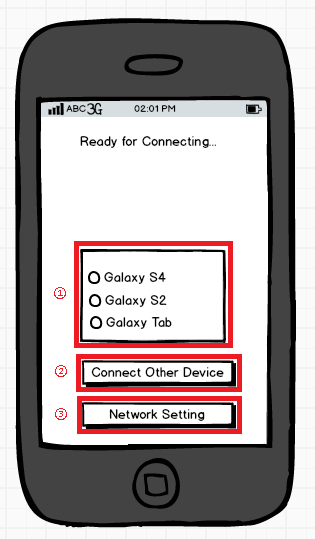 ABC 3G 02:01 PM
Ready for Connecting...
①
Galaxy S4
Galaxy S2
Galaxy Tab
② Connect Other Device
③ Network Setting